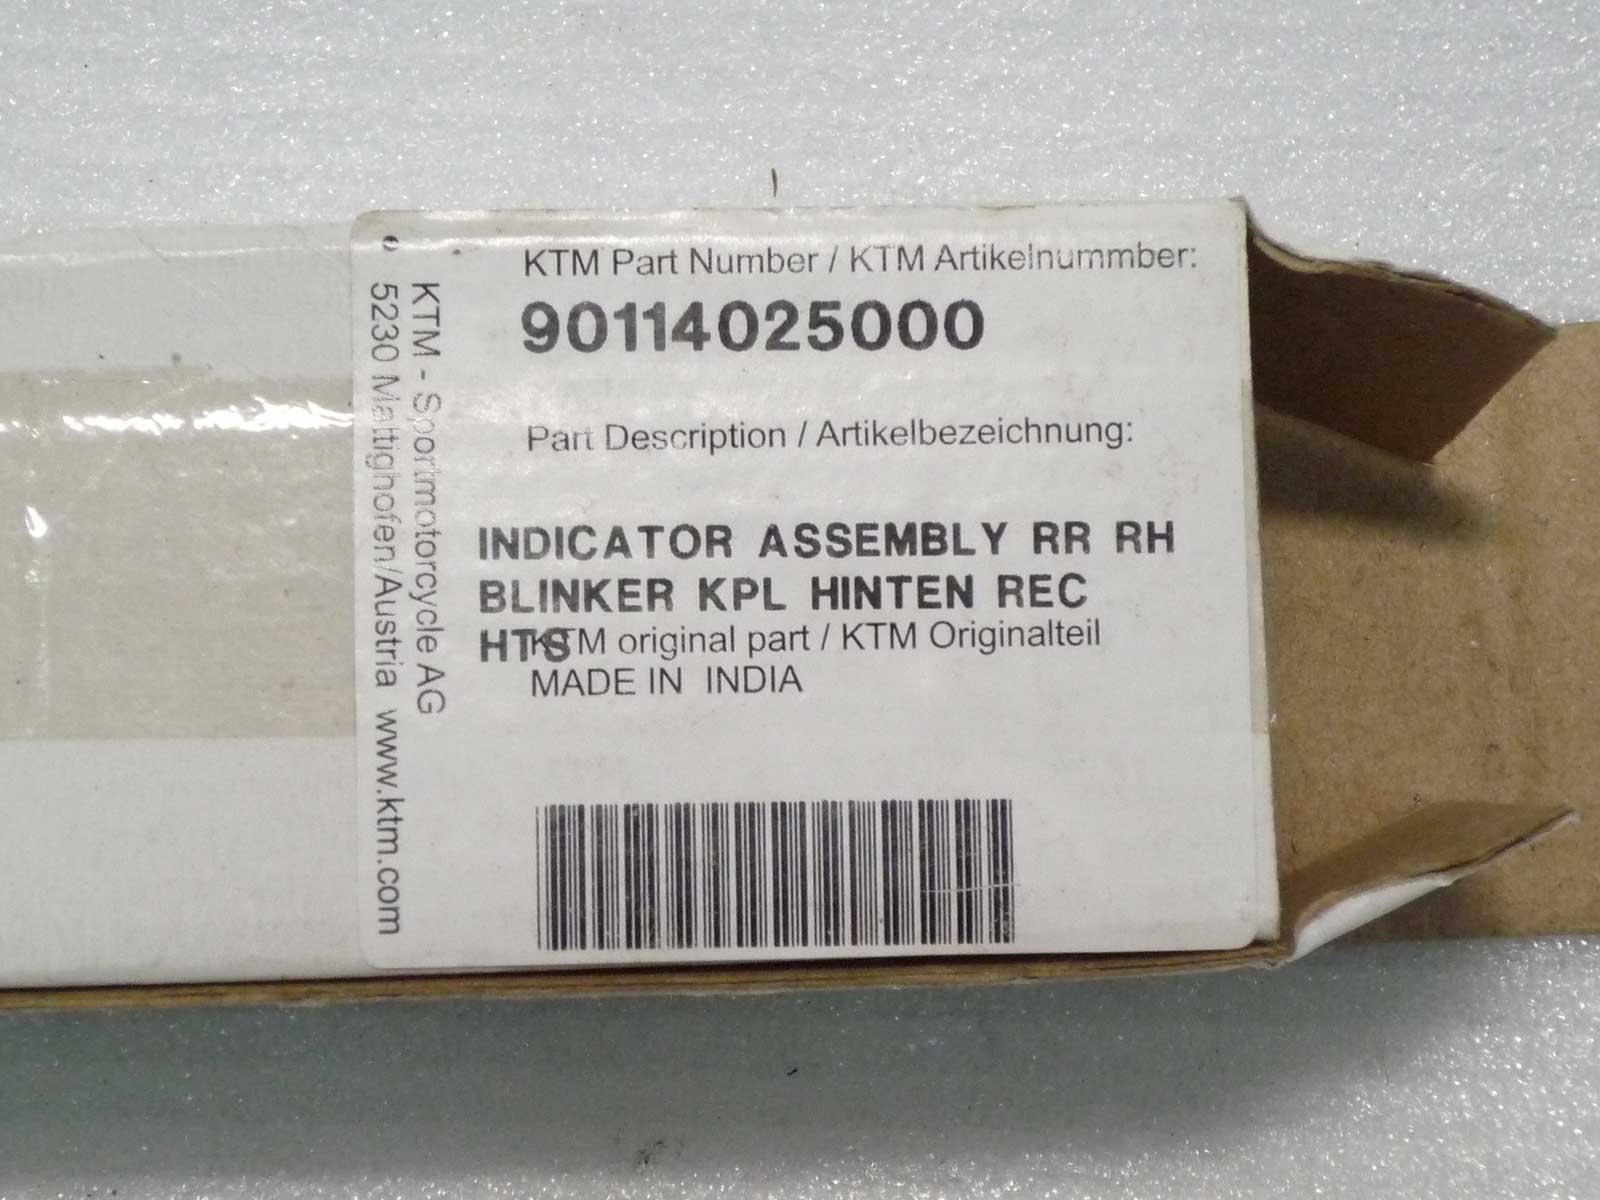 KTM Part Number / KTM Artikelnummber:
90114025000
Part Description / Artikelbezeichnung:
INDICATOR ASSEMBLY RR RH
BLINKER KPL HINTEN REC
HTS
KTM original part / KTM Originalteil
MADE IN INDIA
KTM - Sportmotorcycle AG
5230 Mattighofen/Austria www.ktm.com